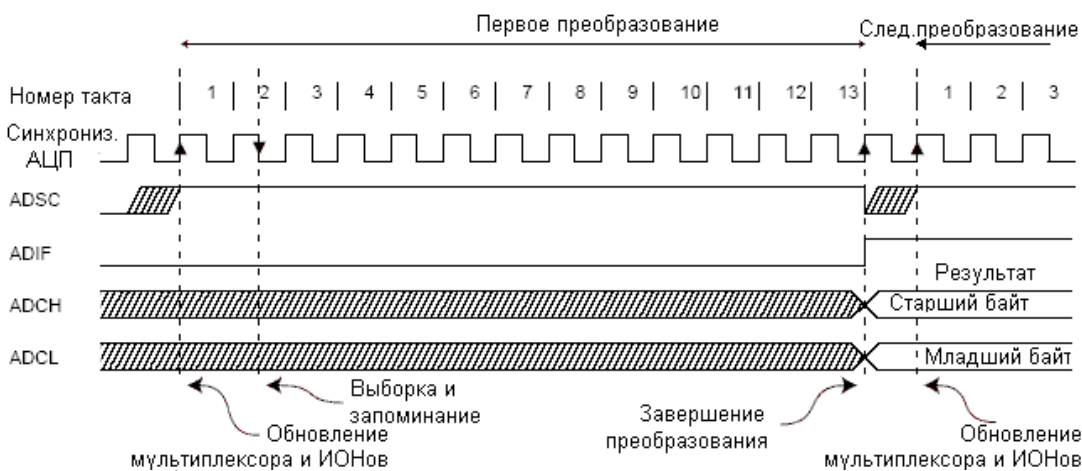 Первое преобразование
След.преобразование
Номер такта
1 2 3 4 5 6 7 8 9 10 11 12 13 1 2 3
Синхрониз.
АЦП
ADSC
ADIF
Результат
ADCH
Старший байт
ADCL
Младший байт
Выборка и
запоминание
Обновление
мультиплексора и ИОНов
Завершение
преобразования
Обновление
мультиплексора и ИОНов